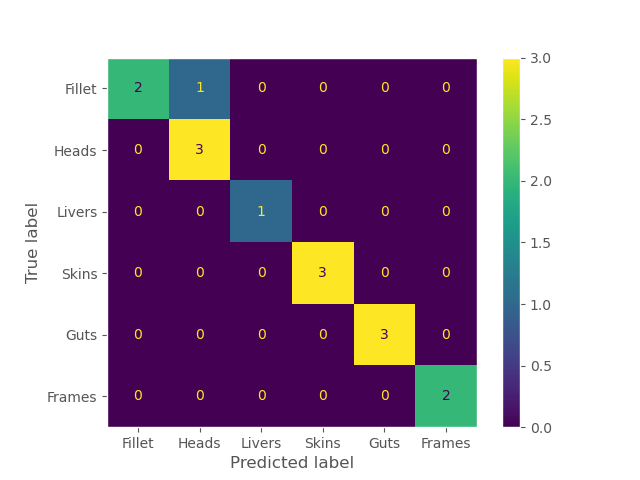 Fillet 2 1 0 0 0 0
Heads 0 3 0 0 0 0
Livers 0 0 1 0 0 0
Skins 0 0 0 3 0 0
Guts 0 0 0 0 3 0
Frames 0 0 0 0 0 2
Fillet Heads Livers Skins Guts Frames
Predicted label
True label
3.0
2.5
2.0
1.5
1.0
0.5
0.0